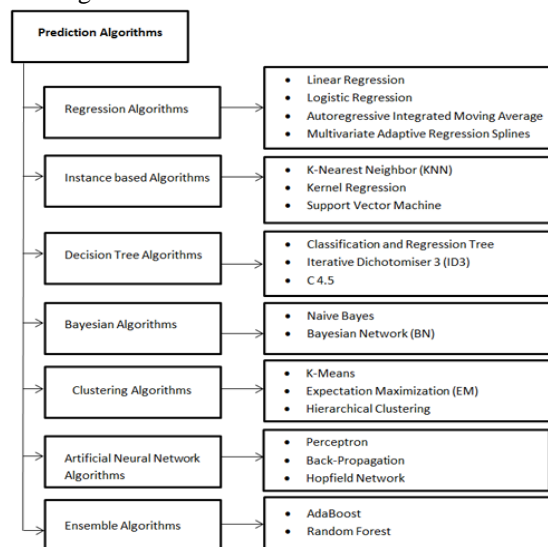 Prediction Algorithms
Regression Algorithms
• Linear Regression
• Logistic Regression
• Autoregressive Integrated Moving Average
• Multivariate Adaptive Regression Splines
Instance based Algorithms
• K-Nearest Neighbor (KNN)
• Kernel Regression
• Support Vector Machine
Decision Tree Algorithms
• Classification and Regression Tree
• Iterative Dichotomiser 3 (ID3)
• C 4.5
Bayesian Algorithms
• Naive Bayes
• Bayesian Network (BN)
Clustering Algorithms
• K-Means
• Expectation Maximization (EM)
• Hierarchical Clustering
Artificial Neural Network
Algorithms
• Perceptron
• Back-Propagation
• Hopfield Network
Ensemble Algorithms
• AdaBoost
• Random Forest